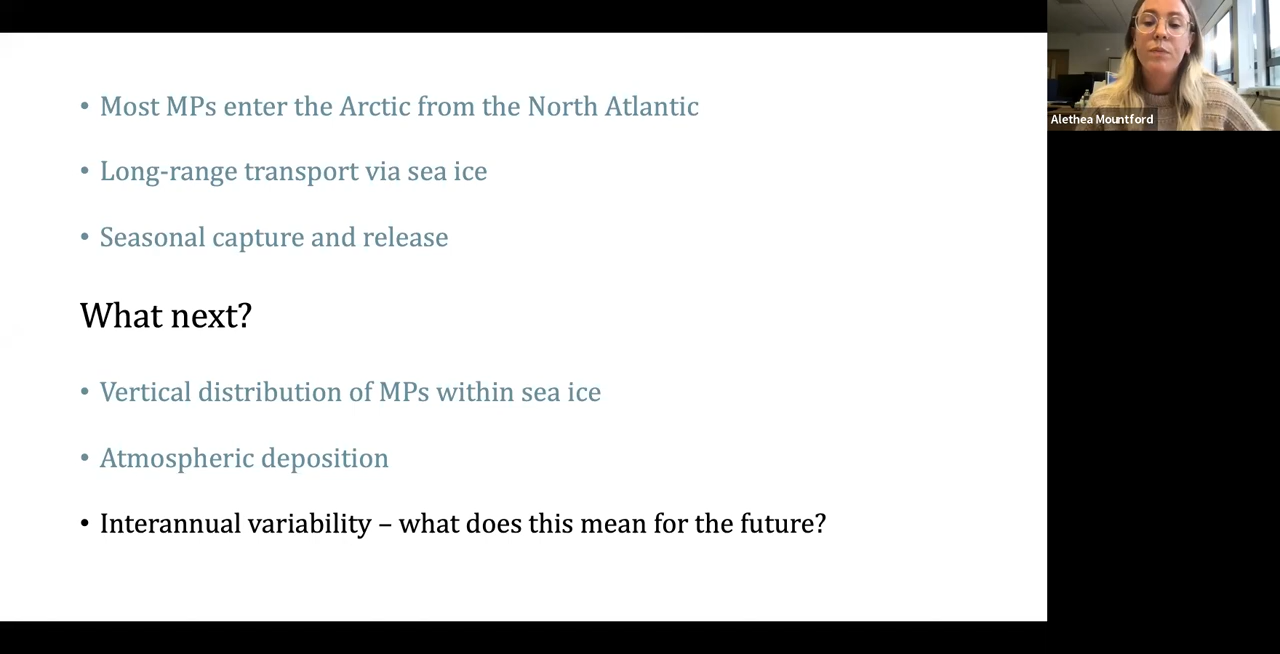 • Most MPs enter the Arctic from the North Atlantic
• Long-range transport via sea ice
• Seasonal capture and release
What next?
• Vertical distribution of MPs within sea ice
• Atmospheric deposition
• Interannual variability – what does this mean for the future?
Alethea Mountford